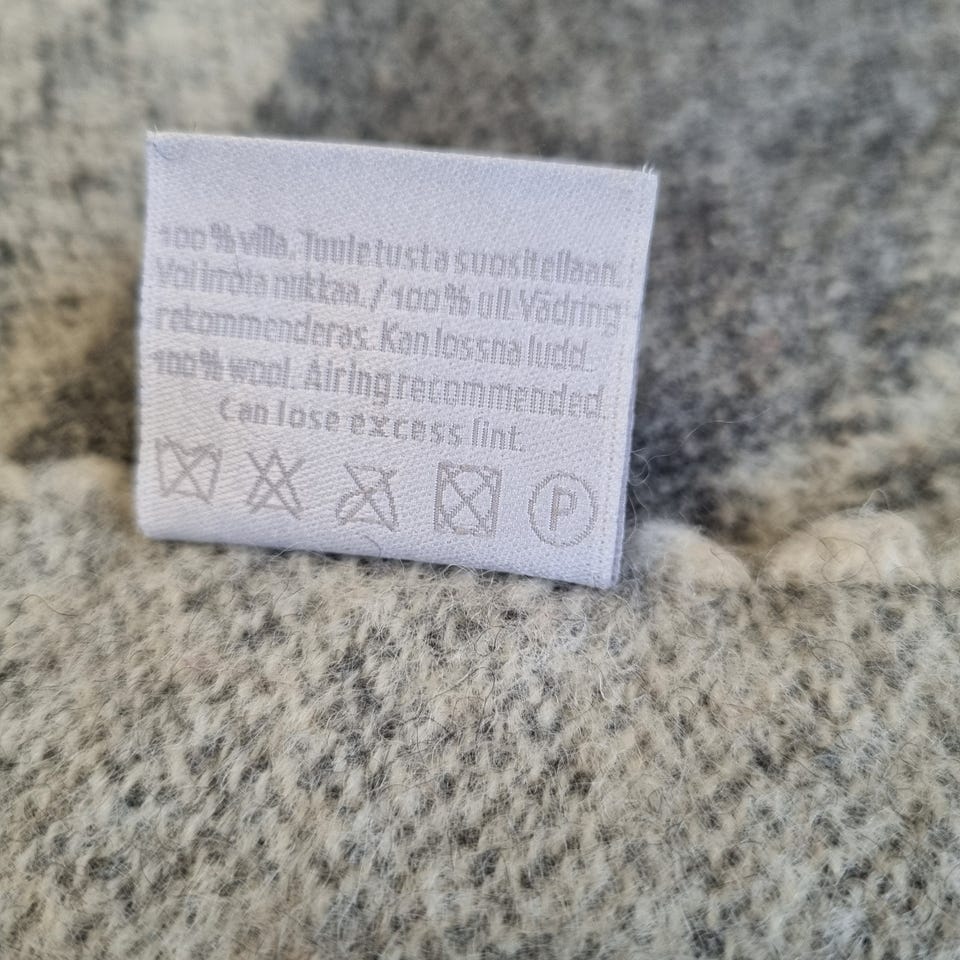 100% villa. Tuuletusta suositellaan.
Voi irrota nukkaa. / 100% ull. Vädring
rekommenderas. Kan lossna ludd.
100% wool. Airing recommended.
Can lose excess lint.
P